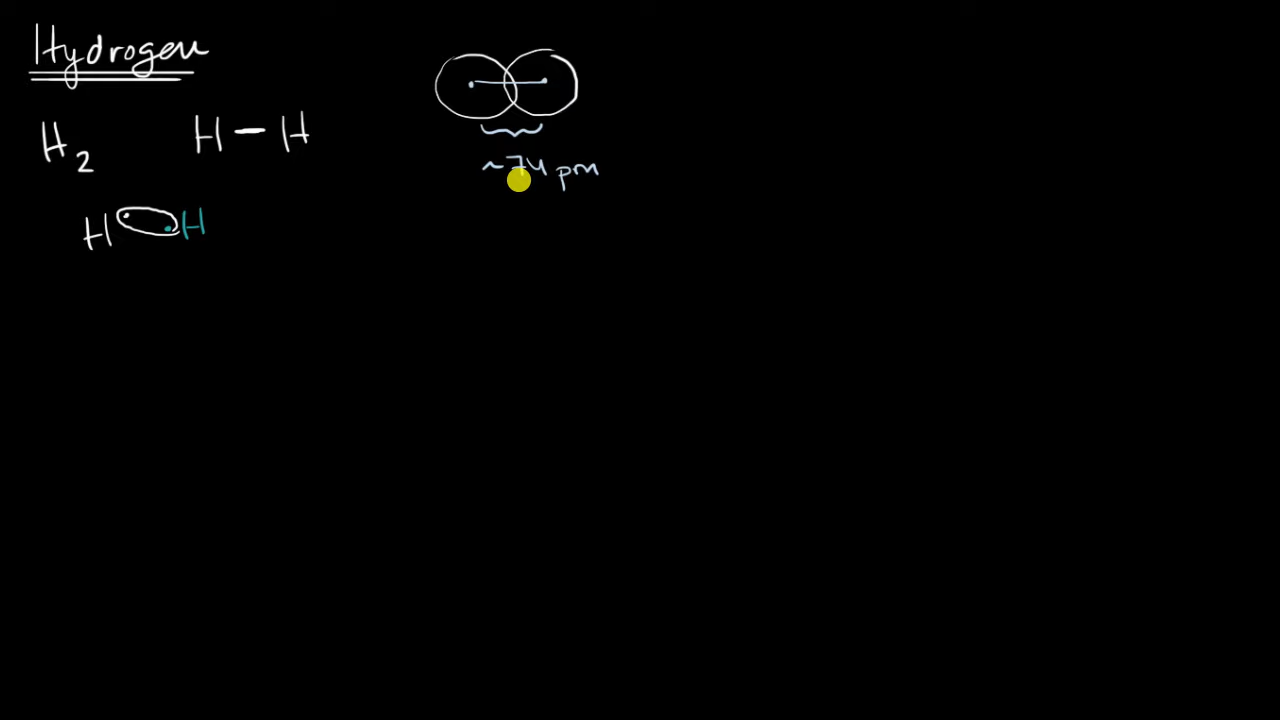 Hydrogen
H₂
H – H
~74 pm
H··H